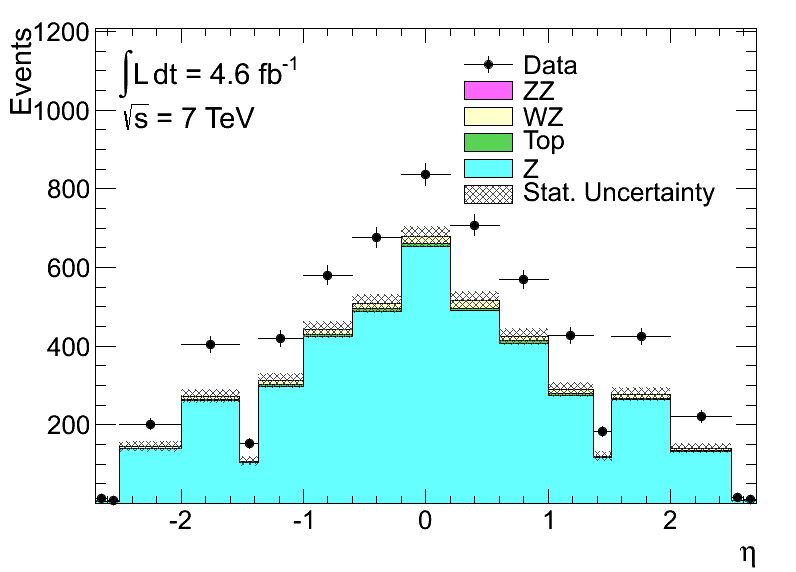 Events
1200
1000
800
600
400
200
∫L dt = 4.6 fb⁻¹
√s = 7 TeV
Data
ZZ
WZ
Top
Z
Stat. Uncertainty
-2 -1 0 1 2
η